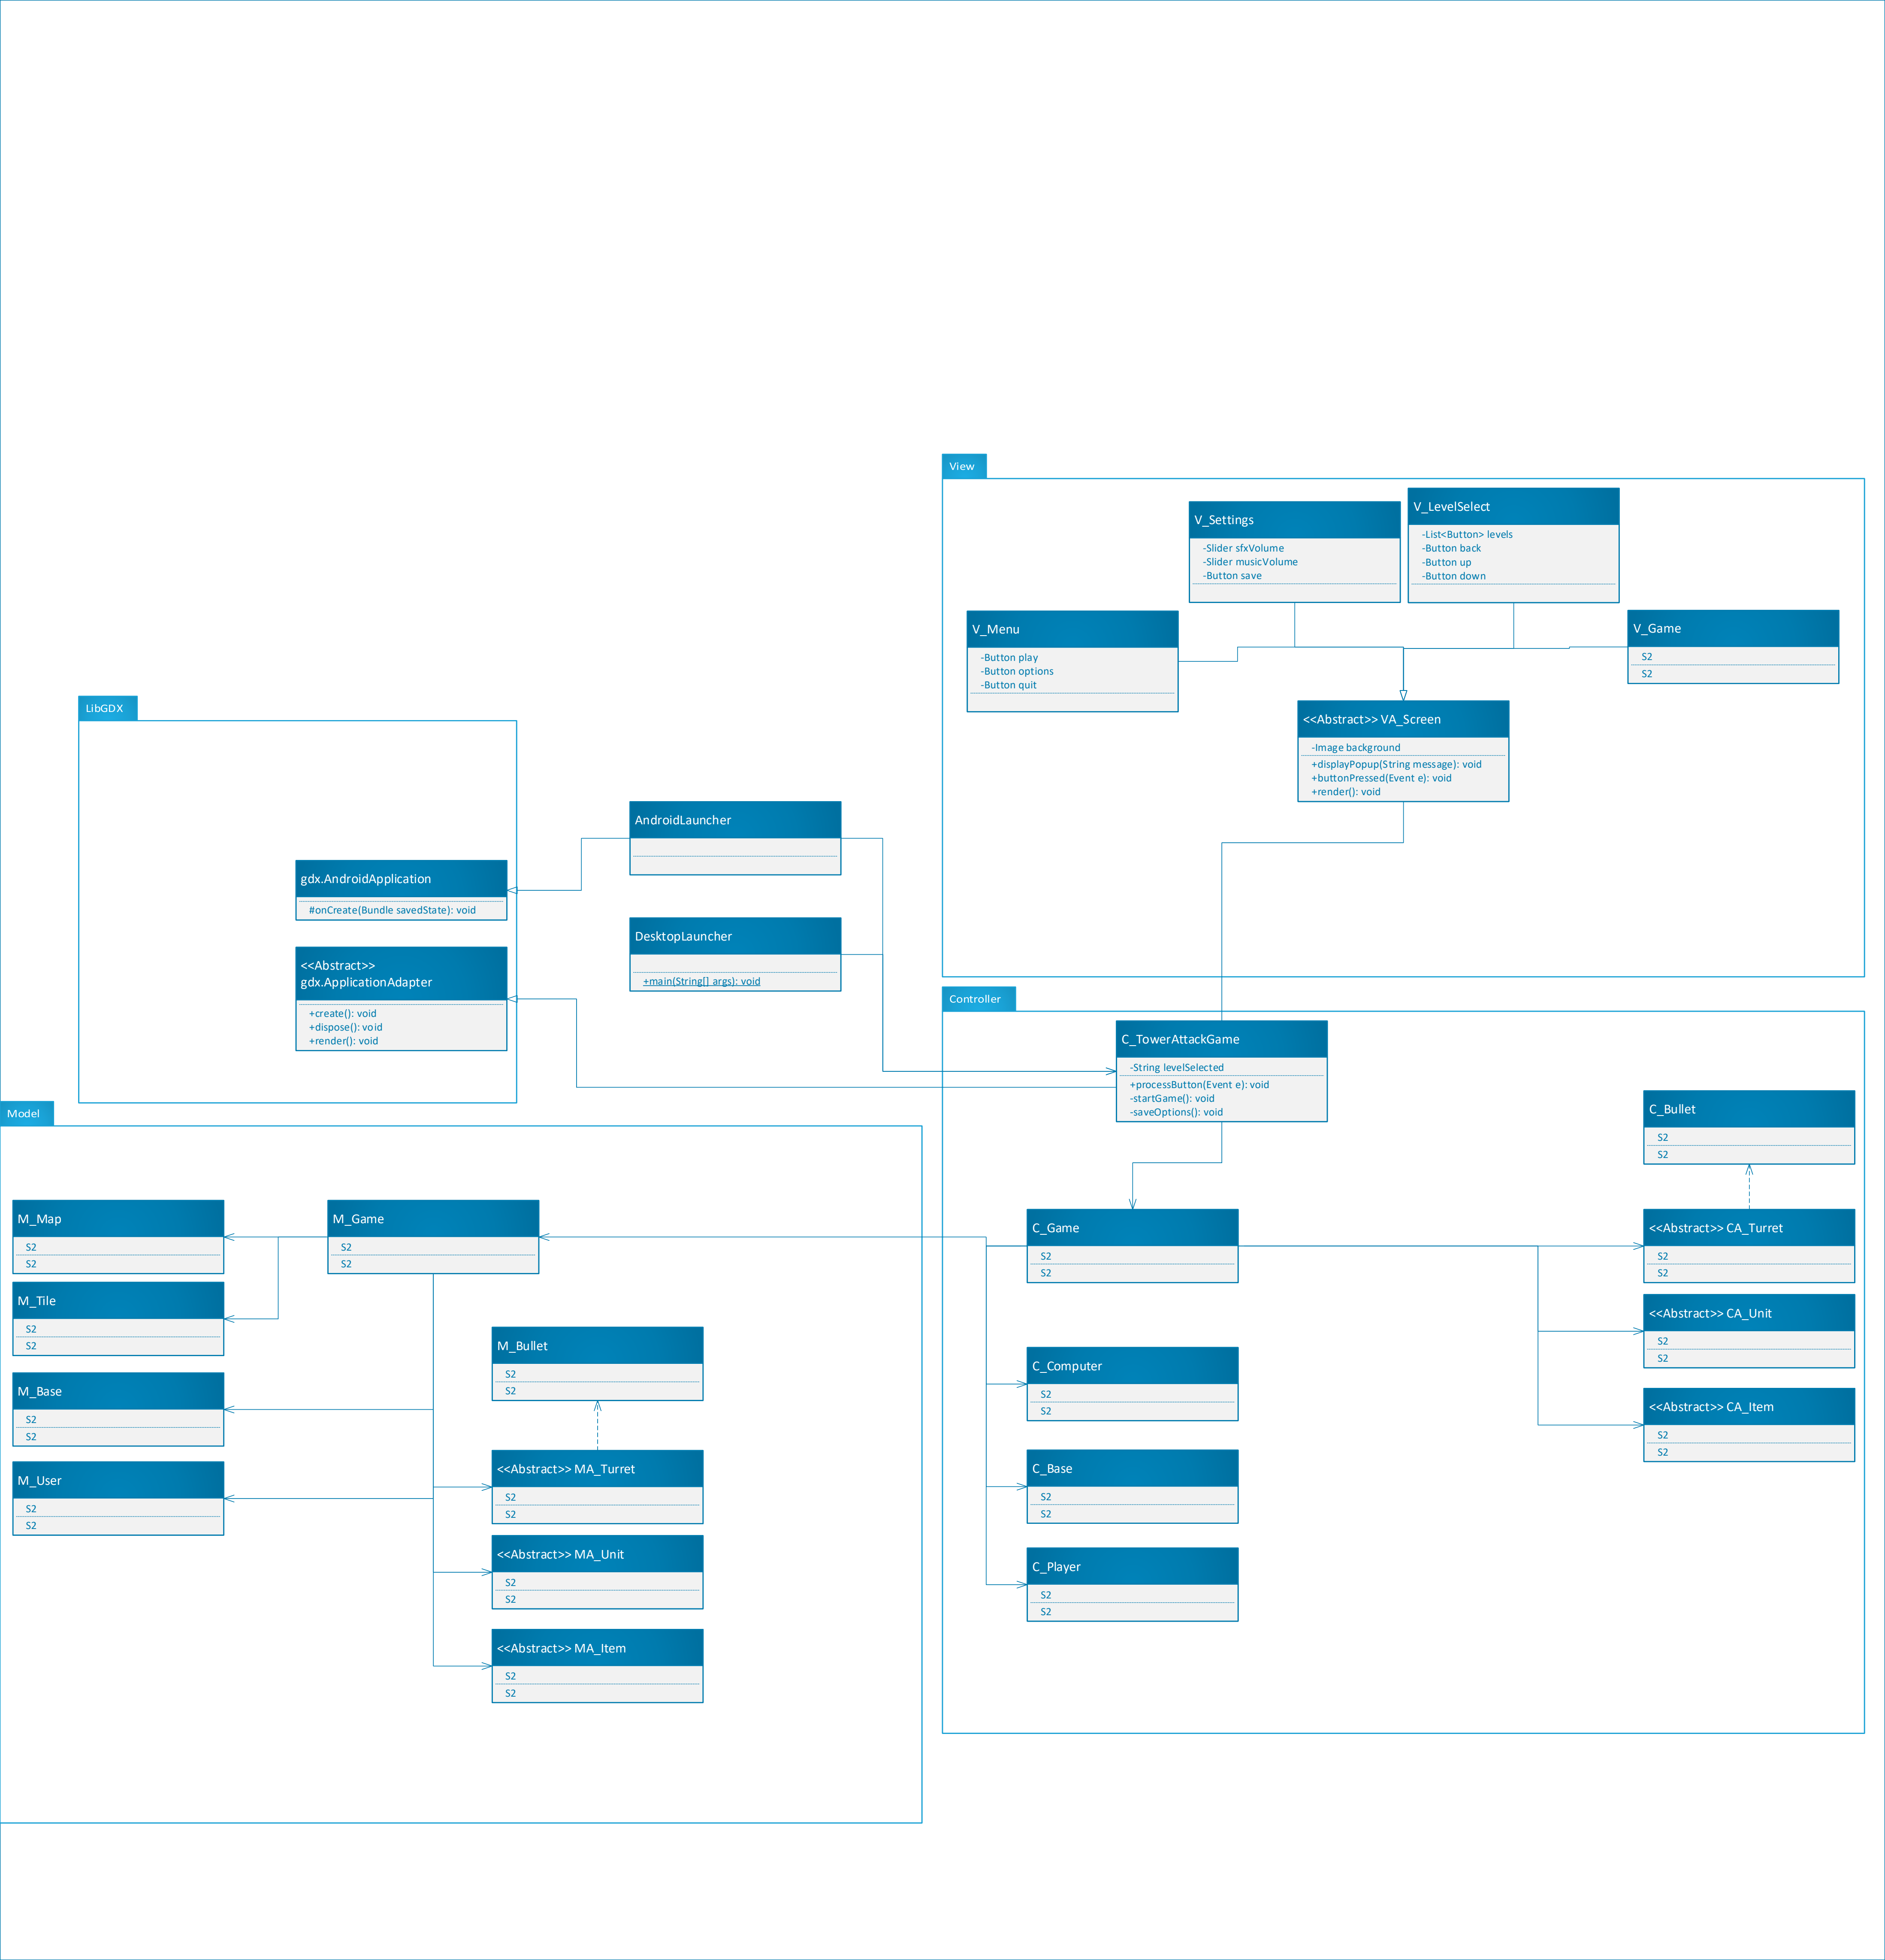 View
V_Settings
-Slider sfxVolume
-Slider musicVolume
-Button save
V_LevelSelect
-List<Button> levels
-Button back
-Button up
-Button down
V_Menu
-Button play
-Button options
-Button quit
V_Game
S2
S2
<<Abstract>> VA_Screen
-Image background
+displayPopup(String message): void
+buttonPressed(Event e): void
+render(): void
LibGDX
gdx.AndroidApplication
#onCreate(Bundle savedState): void
<<Abstract>>
gdx.ApplicationAdapter
+create(): void
+dispose(): void
+render(): void
AndroidLauncher
DesktopLauncher
+main(String[] args): void
Controller
C_TowerAttackGame
-String levelSelected
+processButton(Event e): void
-startGame(): void
-saveOptions(): void
C_Bullet
S2
S2
C_Game
S2
S2
<<Abstract>> CA_Turret
S2
S2
<<Abstract>> CA_Unit
S2
S2
<<Abstract>> CA_Item
S2
S2
C_Computer
S2
S2
C_Base
S2
S2
C_Player
S2
S2
Model
M_Map
S2
S2
M_Game
S2
S2
M_Tile
S2
S2
M_Base
S2
S2
M_User
S2
S2
M_Bullet
S2
S2
<<Abstract>> MA_Turret
S2
S2
<<Abstract>> MA_Unit
S2
S2
<<Abstract>> MA_Item
S2
S2